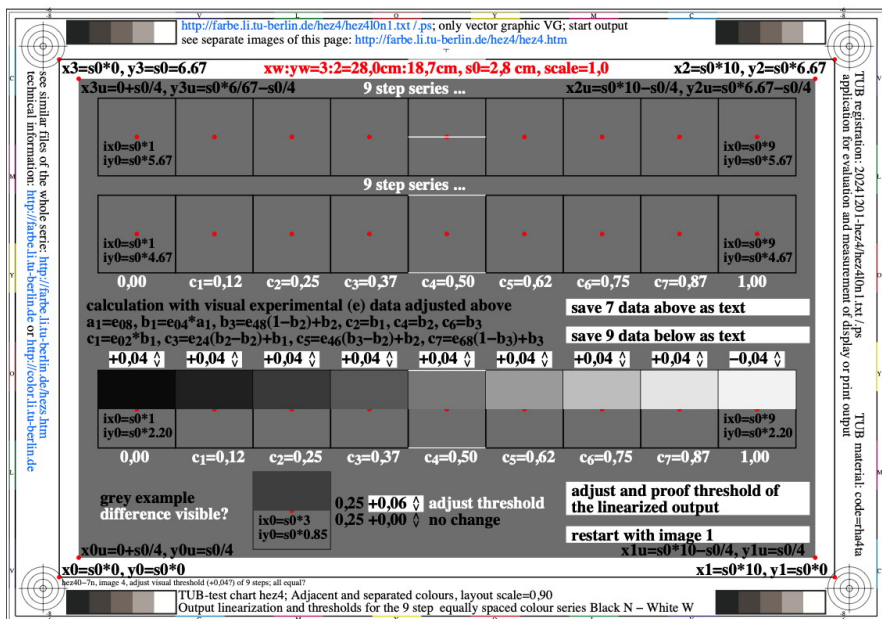 http://farbe.li.tu-berlin.de/hez4/hez4l0n1.txt /.ps; only vector graphic VG; start output
see separate images of this page: http://farbe.li.tu-berlin.de/hez4/hez4.htm
x3=s0*0, y3=s0=6.67
xw:yw=3:2=28,0cm:18,7cm, s0=2,8 cm, scale=1,0
x2=s0*10, y2=s0*6.67
x3u=0+s0/4, y3u=s0*6/67−s0/4
9 step series ...
x2u=s0*10−s0/4, y2u=s0*6.67−s0/4
ix0=s0*1
iy0=s0*5.67
ix0=s0*9
iy0=s0*5.67
9 step series ...
ix0=s0*1
iy0=s0*4.67
ix0=s0*9
iy0=s0*4.67
0,00 c1=0,12 c2=0,25 c3=0,37 c4=0,50 c5=0,62 c6=0,75 c7=0,87 1,00
calculation with visual experimental (e) data adjusted above
a1=e08, b1=e04*a1, b3=e48(1−b2)+b2, c2=b1, c4=b2, c6=b3
c1=e02*b1, c3=e24(b2−b2)+b1, c5=e46(b3−b2)+b2, c7=e68(1−b3)+b3
save 7 data above as text
save 9 data below as text
+0,04 +0,04 +0,04 +0,04 +0,04 +0,04 +0,04 +0,04 −0,04
ix0=s0*1
iy0=s0*2.20
ix0=s0*9
iy0=s0*2.20
0,00 c1=0,12 c2=0,25 c3=0,37 c4=0,50 c5=0,62 c6=0,75 c7=0,87 1,00
grey example
difference visible?
ix0=s0*3
iy0=s0*0.85
0,25 +0,06 adjust threshold
0,25 +0,00 no change
adjust and proof threshold of
the linearized output
restart with image 1
x0u=0+s0/4, y0u=s0/4
x1u=s0*10−s0/4, y1u=s0/4
x0=s0*0, y0=s0*0
x1=s0*10, y1=s0*0
hez40−7n, image 4, adjust visual threshold (+0,04?) of 9 steps; all equal?
TUB-test chart hez4; Adjacent and separated colours, layout scale=0,90
Output linearization and thresholds for the 9 step equally spaced colour series Black N – White W
see similar files of the whole serie: http://farbe.li.tu-berlin.de/hezs.htm
technical information: http://farbe.li.tu-berlin.de or http://color.li.tu-berlin.de
TUB registration: 20241201-hez4/hez4l0n1.txt /.ps
application for evaluation and measurement of display or print output
TUB material: code=rha4ta